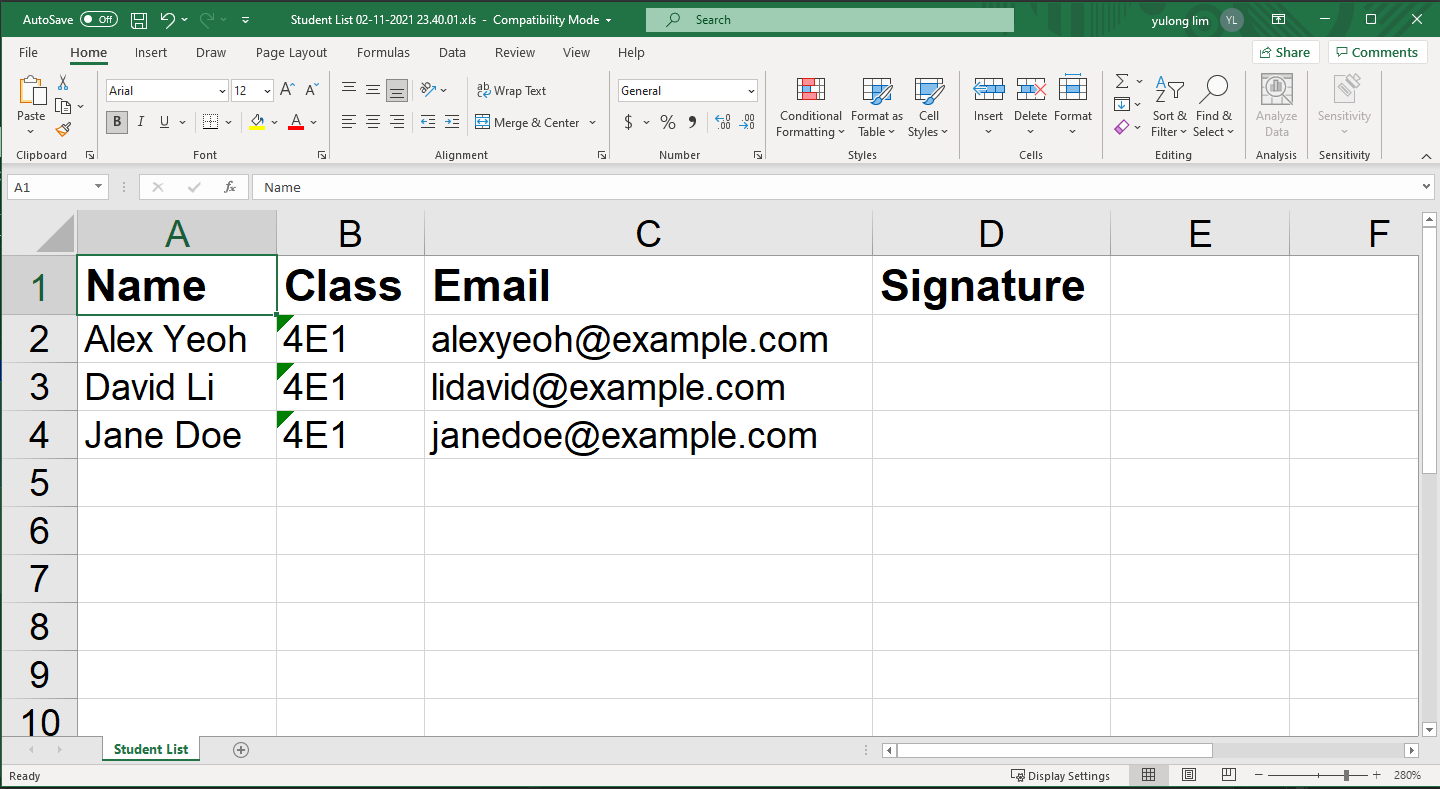 AutoSave Off Student List 02-11-2021 23.40.01.xls - Compatibility Mode Search yulong lim YL
File Home Insert Draw Page Layout Formulas Data Review View Help Share Comments
Arial 12 A A ab Wrap Text General
Paste B I U A Merge & Center $ % , Conditional Formatting Format as Table Cell Styles Insert Delete Format Sort & Filter Find & Select Analyze Data Sensitivity
Clipboard Font Alignment Number Styles Cells Editing Analysis Sensitivity
A1 fx Name
A B C D E F
1 Name Class Email Signature
2 Alex Yeoh 4E1 alexyeoh@example.com
3 David Li 4E1 lidavid@example.com
4 Jane Doe 4E1 janedoe@example.com
5
6
7
8
9
10
Student List
Ready Display Settings 280%